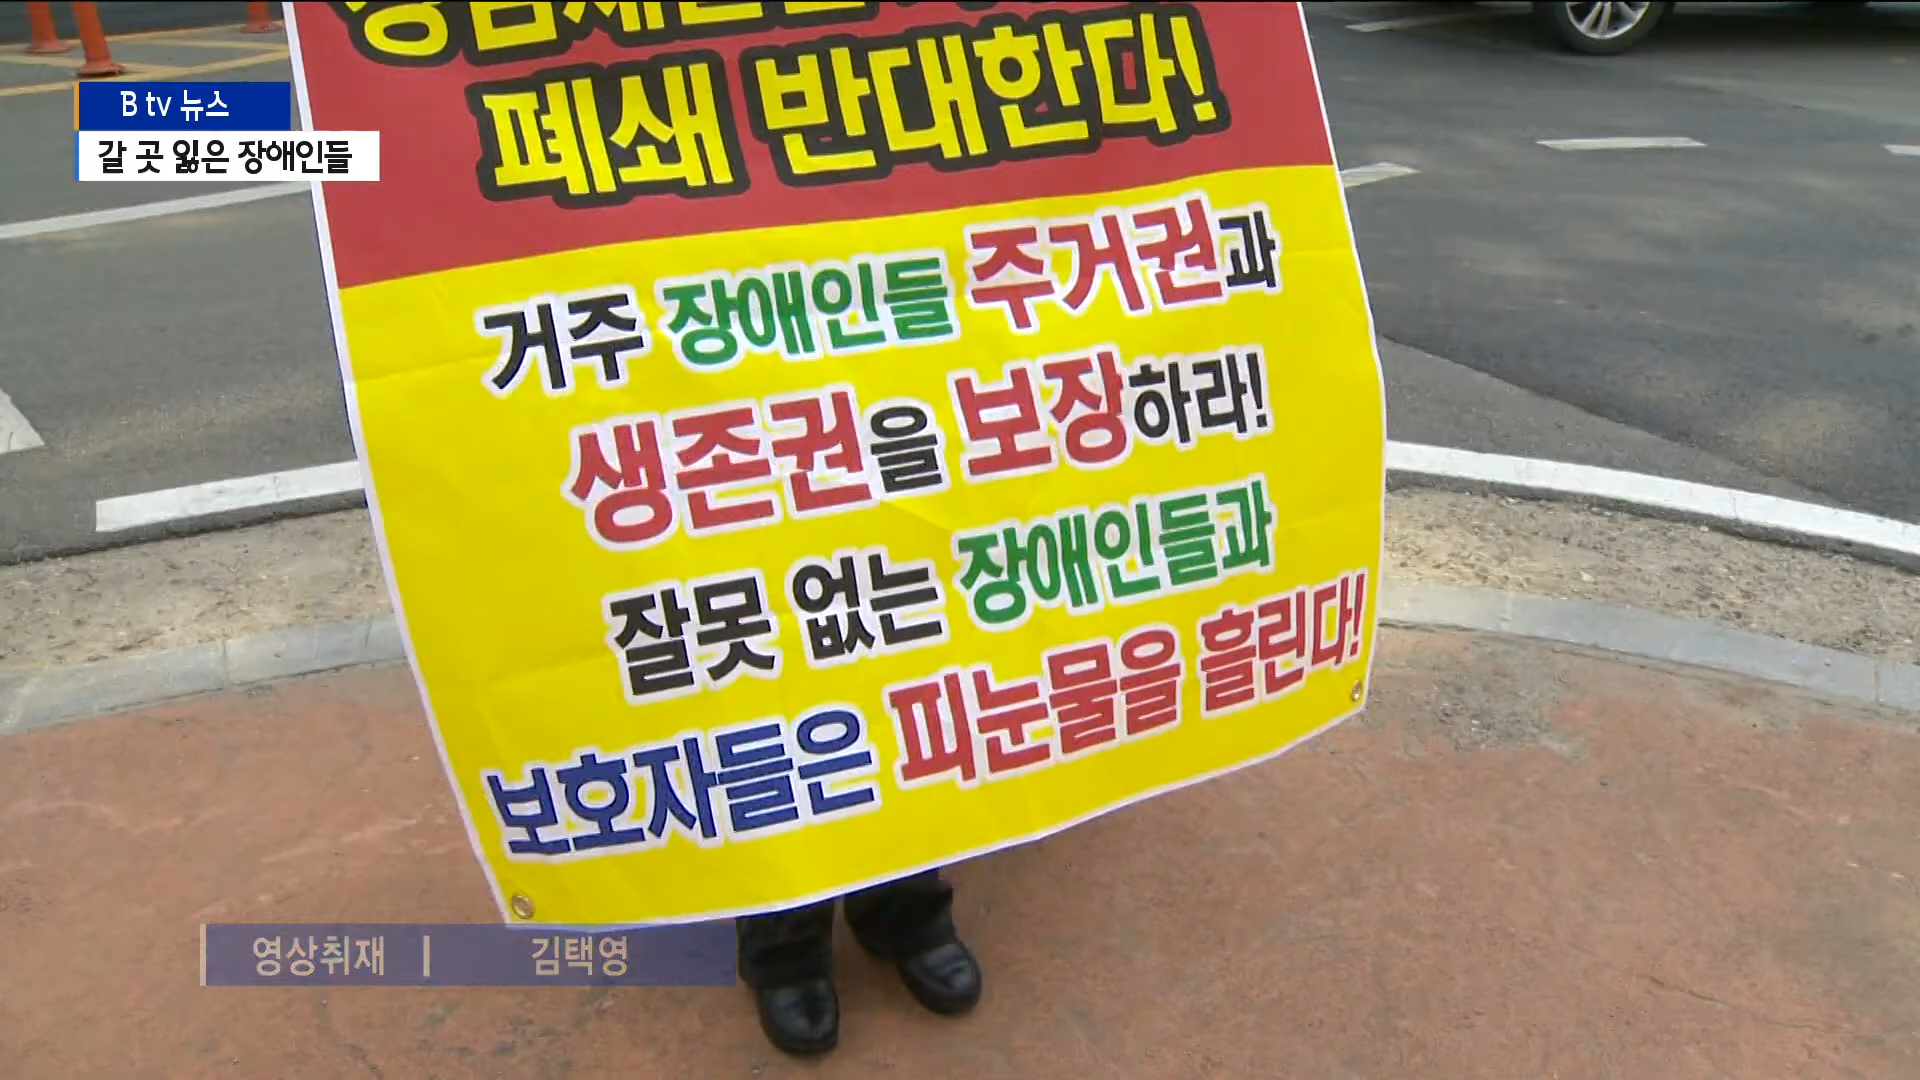 B tv 뉴스
갈 곳 잃은 장애인들
폐쇄 반대한다!
거주 장애인들 주거권과
생존권을 보장하라!
잘못 없는 장애인들과
보호자들은 피눈물을 흘린다!
영상취재 | 김택영